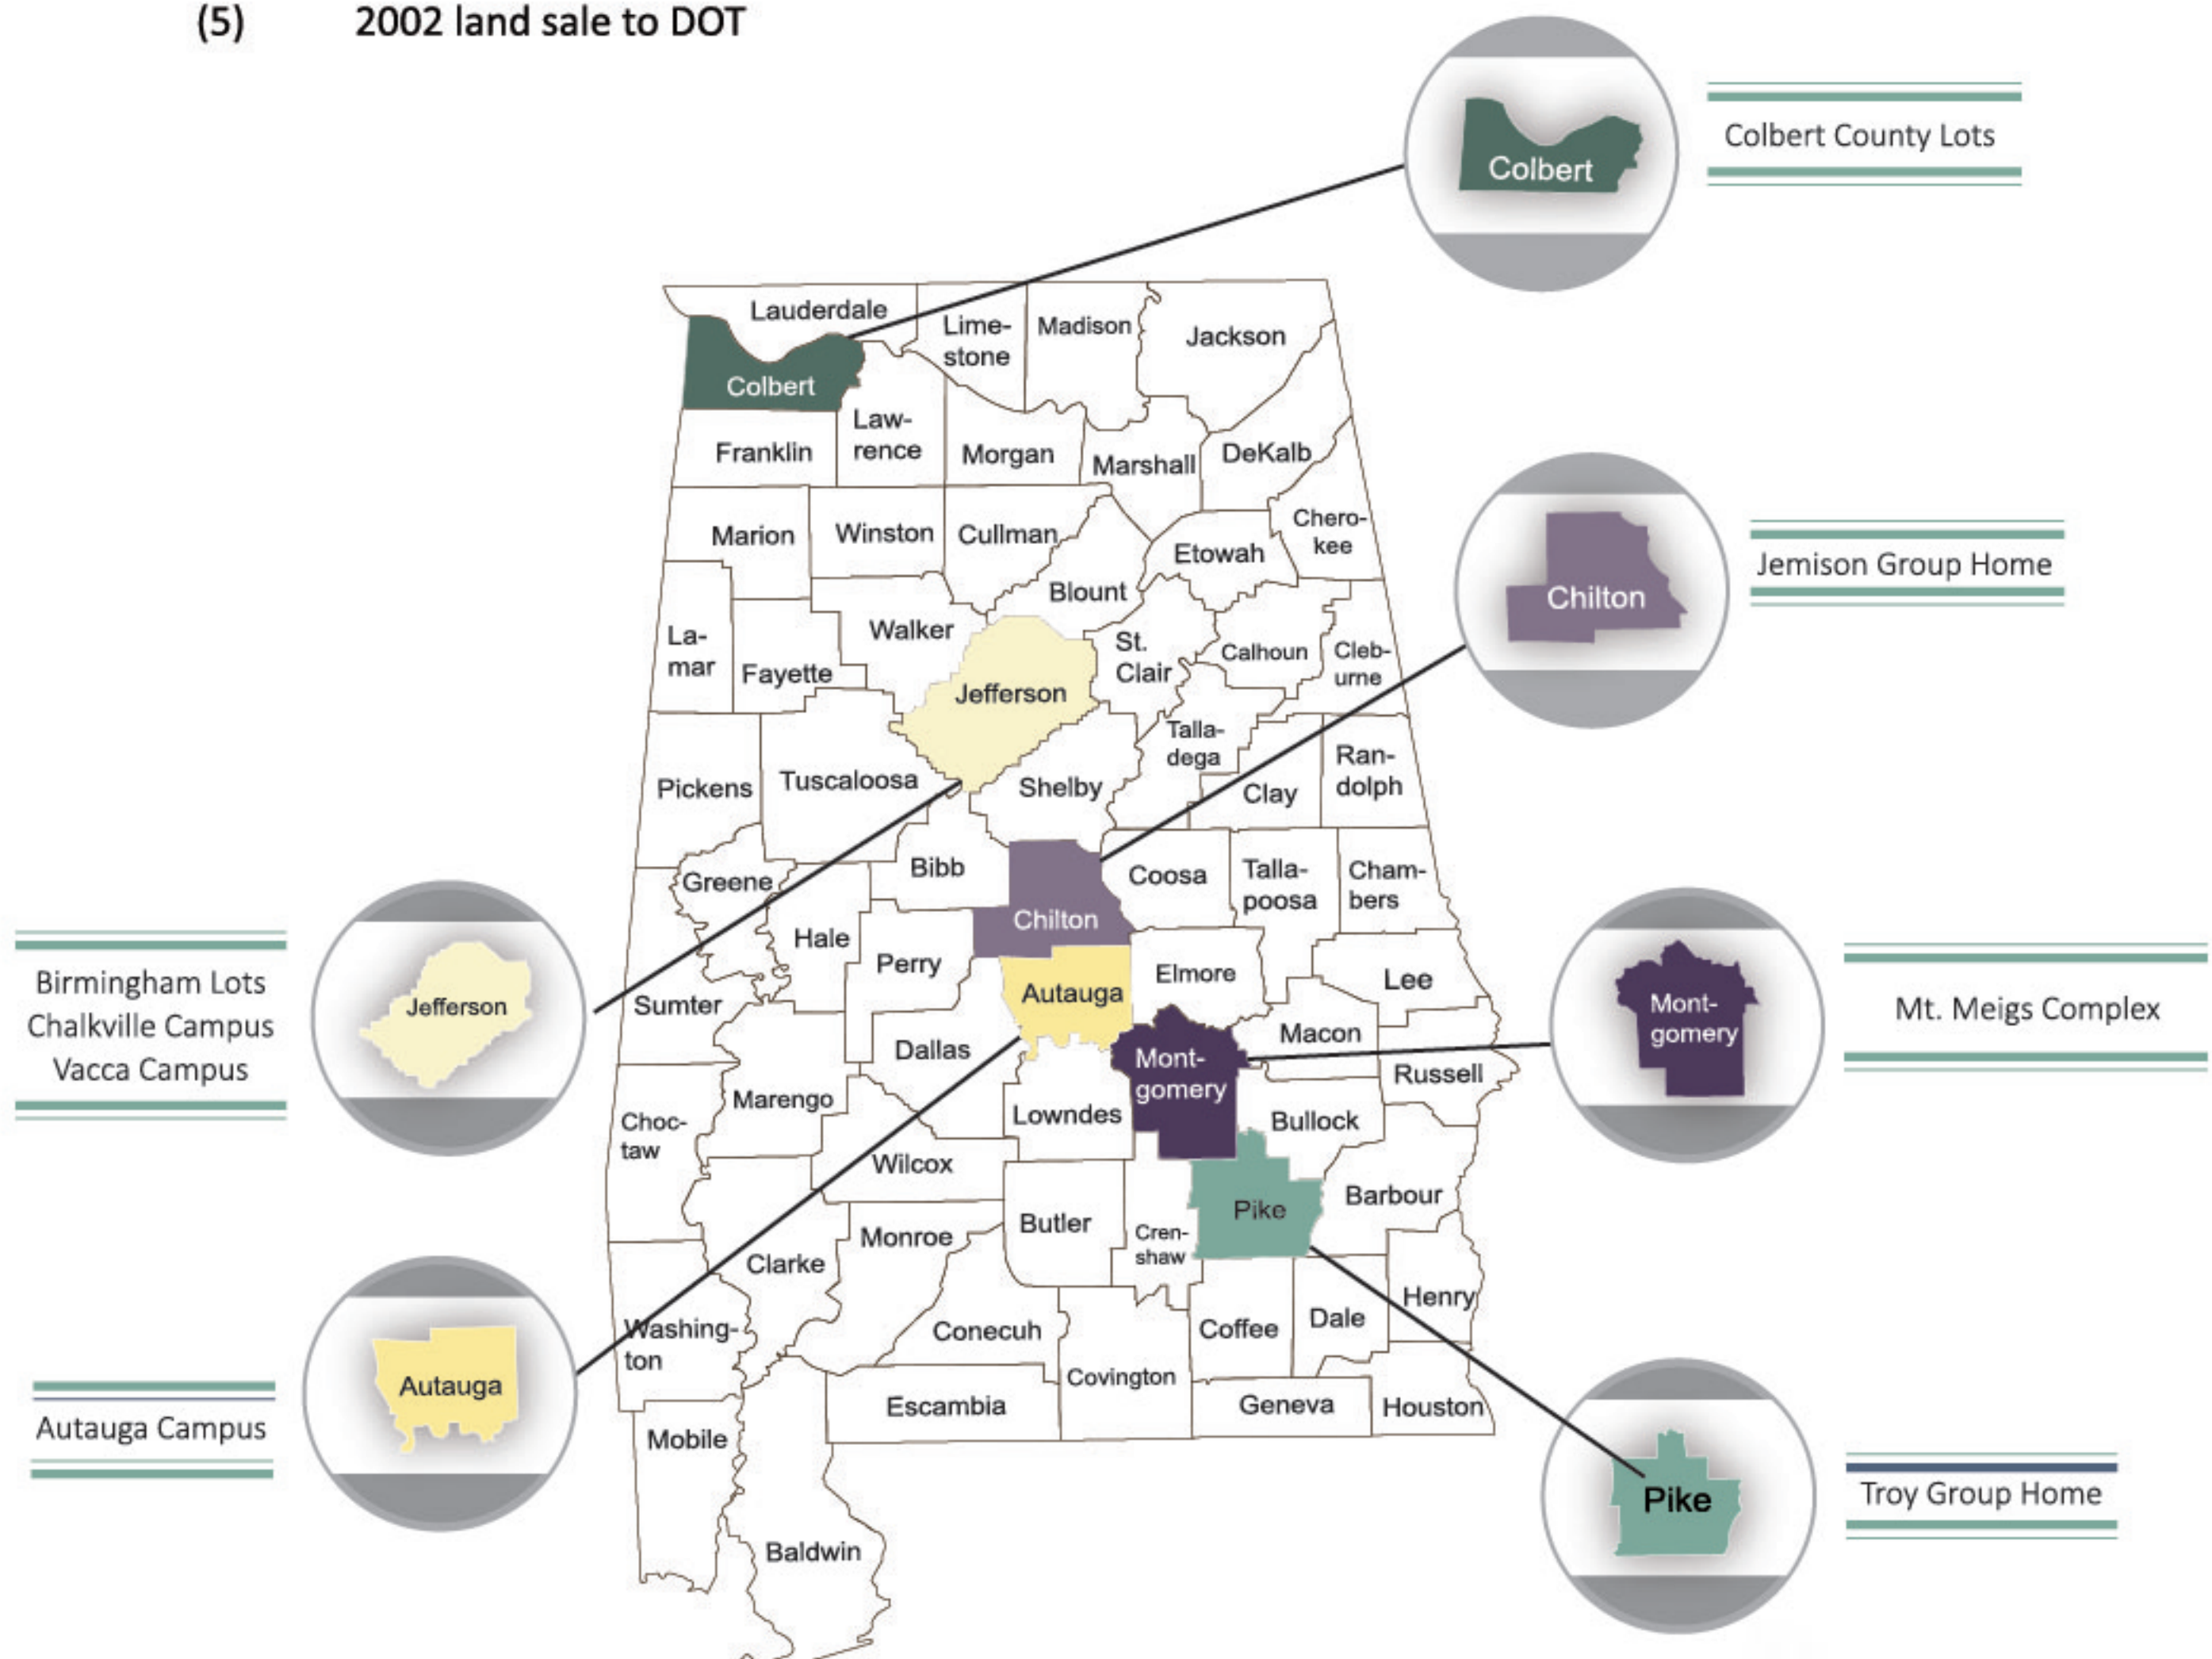 (5) 2002 land sale to DOT
Colbert
Colbert County Lots
Lauderdale
Lime-
stone
Madison
Jackson
Colbert
Law-
rence
Franklin
Morgan
Marshall
DeKalb
Chilton
Jemison Group Home
Marion
Winston
Cullman
Etowah
Chero-
kee
Blount
La-
mar
Fayette
Walker
Jefferson
St.
Clair
Calhoun
Cleb-
urne
Talla-
dega
Ran-
dolph
Pickens
Tuscaloosa
Shelby
Clay
Greene
Bibb
Coosa
Talla-
poosa
Cham-
bers
Chilton
Hale
Perry
Autauga
Elmore
Lee
Sumter
Birmingham Lots
Chalkville Campus
Vacca Campus
Jefferson
Mont-
gomery
Mt. Meigs Complex
Dallas
Mont-
gomery
Macon
Russell
Marengo
Choc-
taw
Lowndes
Bullock
Wilcox
Pike
Barbour
Butler
Cren-
shaw
Monroe
Clarke
Henry
Washing-
ton
Conecuh
Coffee
Dale
Covington
Autauga
Autauga Campus
Escambia
Geneva
Houston
Mobile
Baldwin
Pike
Troy Group Home